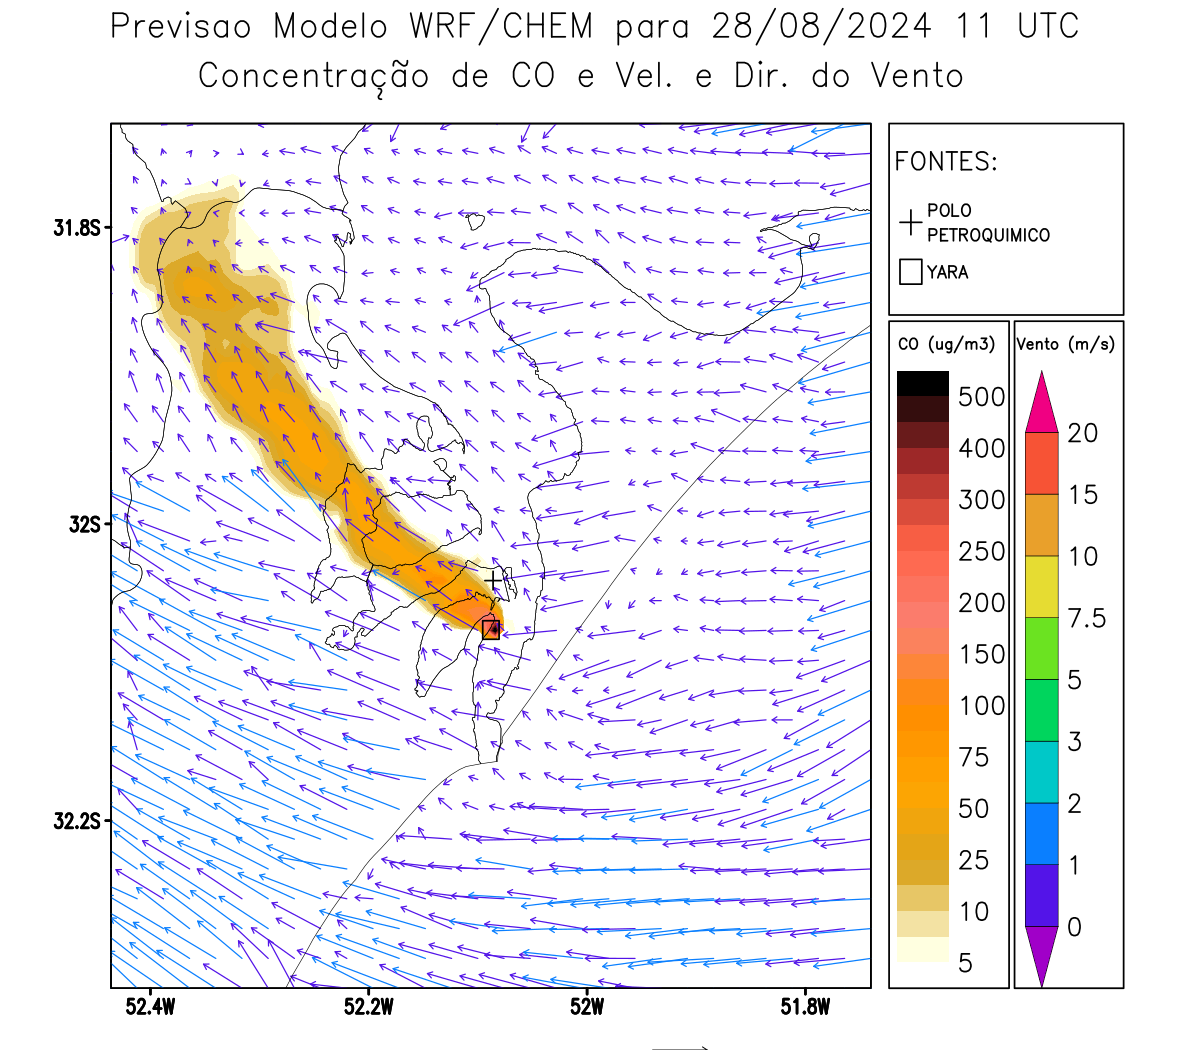 Previsao Modelo WRF/CHEM para 28/08/2024 11 UTC
Concentração de CO e Vel. e Dir. do Vento
FONTES:
POLO
PETROQUIMICO
YARA
CO (ug/m3)
500
400
300
250
200
150
100
75
50
25
10
5
Vento (m/s)
20
15
10
7.5
5
3
2
1
0
31.8S
32S
32.2S
52.4W
52.2W
52W
51.8W